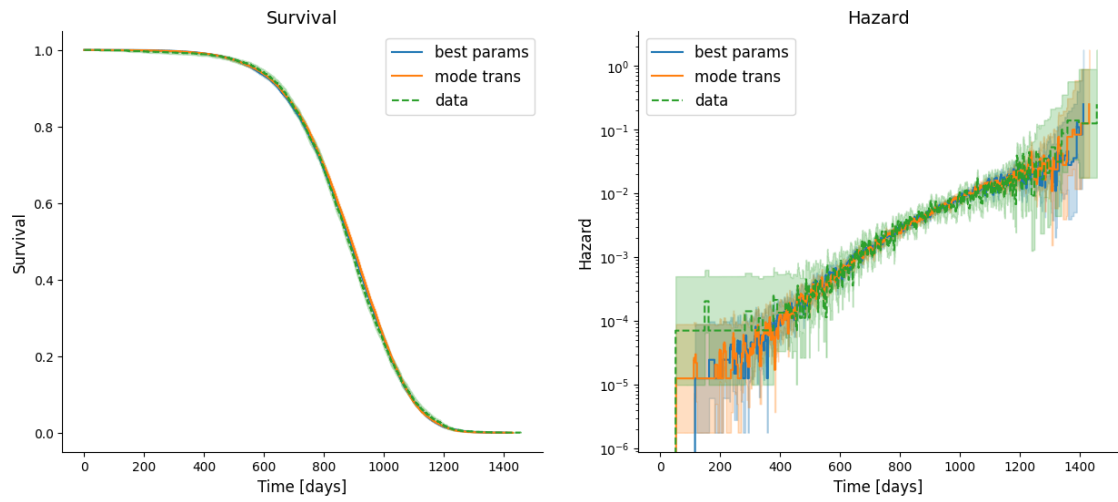 Survival
best params
mode trans
data
1.0
0.8
0.6
0.4
0.2
0.0
Survival
0 200 400 600 800 1000 1200 1400
Time [days]
Hazard
best params
mode trans
data
10⁰
10⁻¹
10⁻²
10⁻³
10⁻⁴
10⁻⁵
10⁻⁶
Hazard
0 200 400 600 800 1000 1200 1400
Time [days]